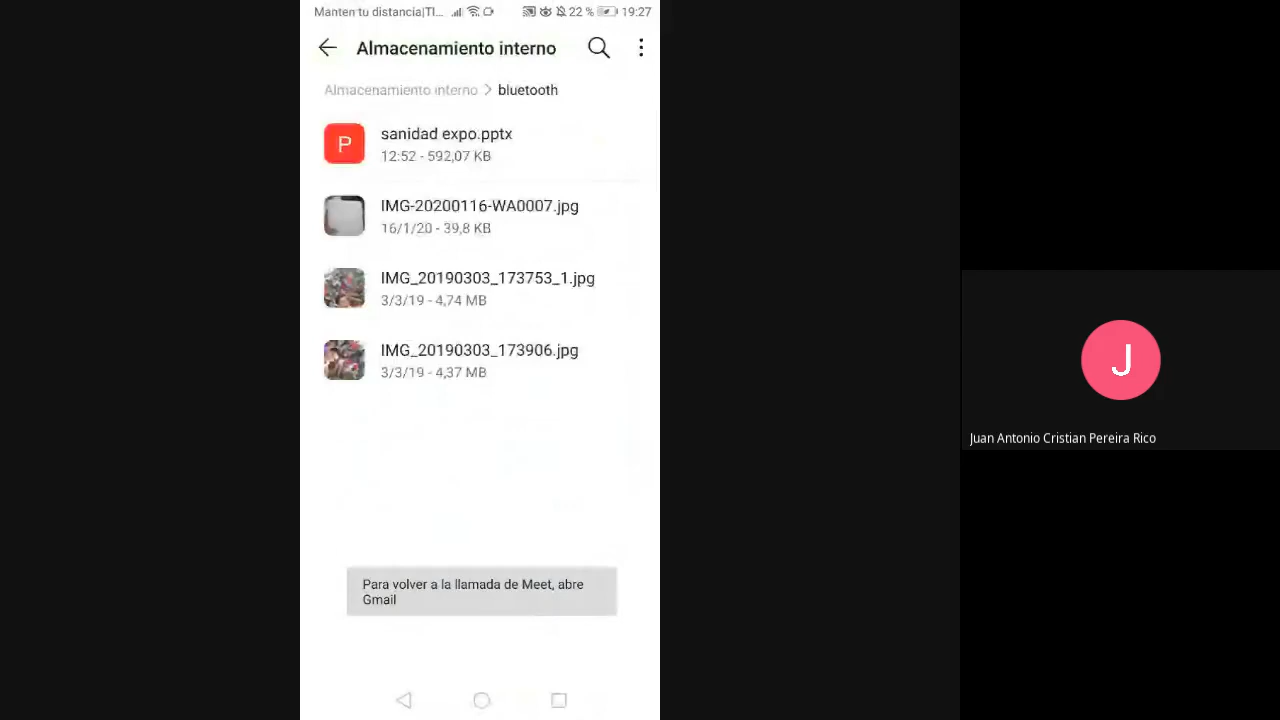 Manten tu distancia|TI... 22 % 19:27
Almacenamiento interno
Almacenamiento interno > bluetooth
P
sanidad expo.pptx
12:52 - 592,07 KB
IMG-20200116-WA0007.jpg
16/1/20 - 39,8 KB
IMG_20190303_173753_1.jpg
3/3/19 - 4,74 MB
IMG_20190303_173906.jpg
3/3/19 - 4,37 MB
Para volver a la llamada de Meet, abre
Gmail
J
Juan Antonio Cristian Pereira Rico